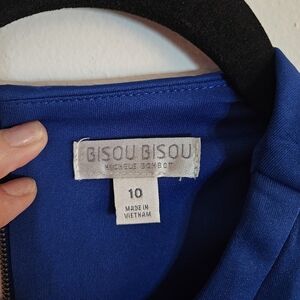 BISOU BISOU
MICHELE BOHBOT
10
MADE IN
VIETNAM